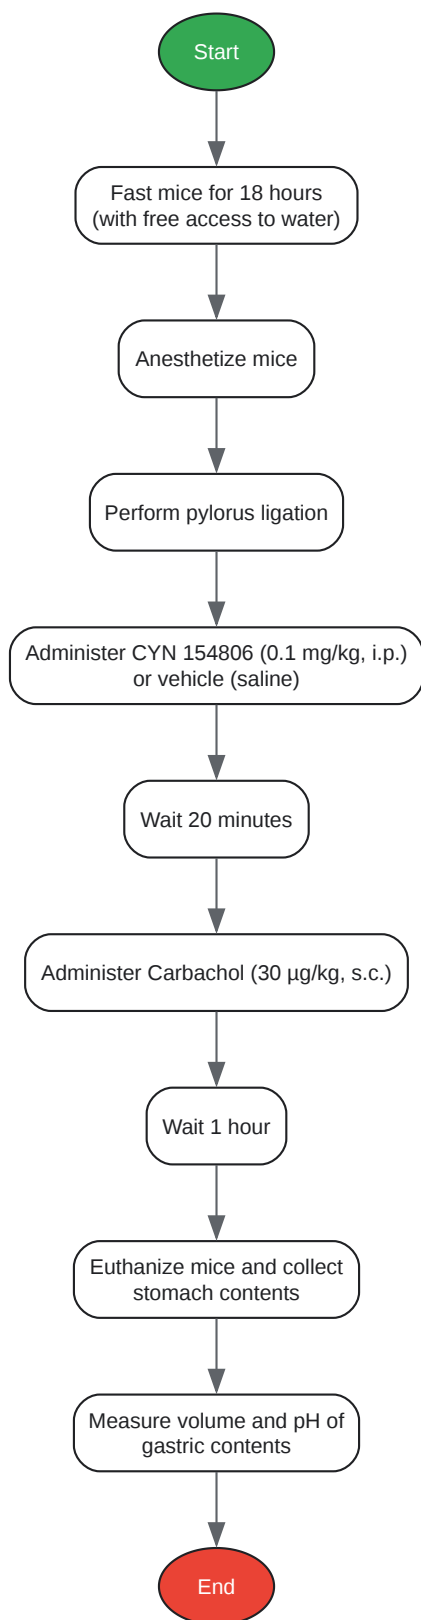 Start
Fast mice for 18 hours
(with free access to water)
Anesthetize mice
Perform pylorus ligation
Administer CYN 154806 (0.1 mg/kg, i.p.)
or vehicle (saline)
Wait 20 minutes
Administer Carbachol (30 µg/kg, s.c.)
Wait 1 hour
Euthanize mice and collect
stomach contents
Measure volume and pH of
gastric contents
End